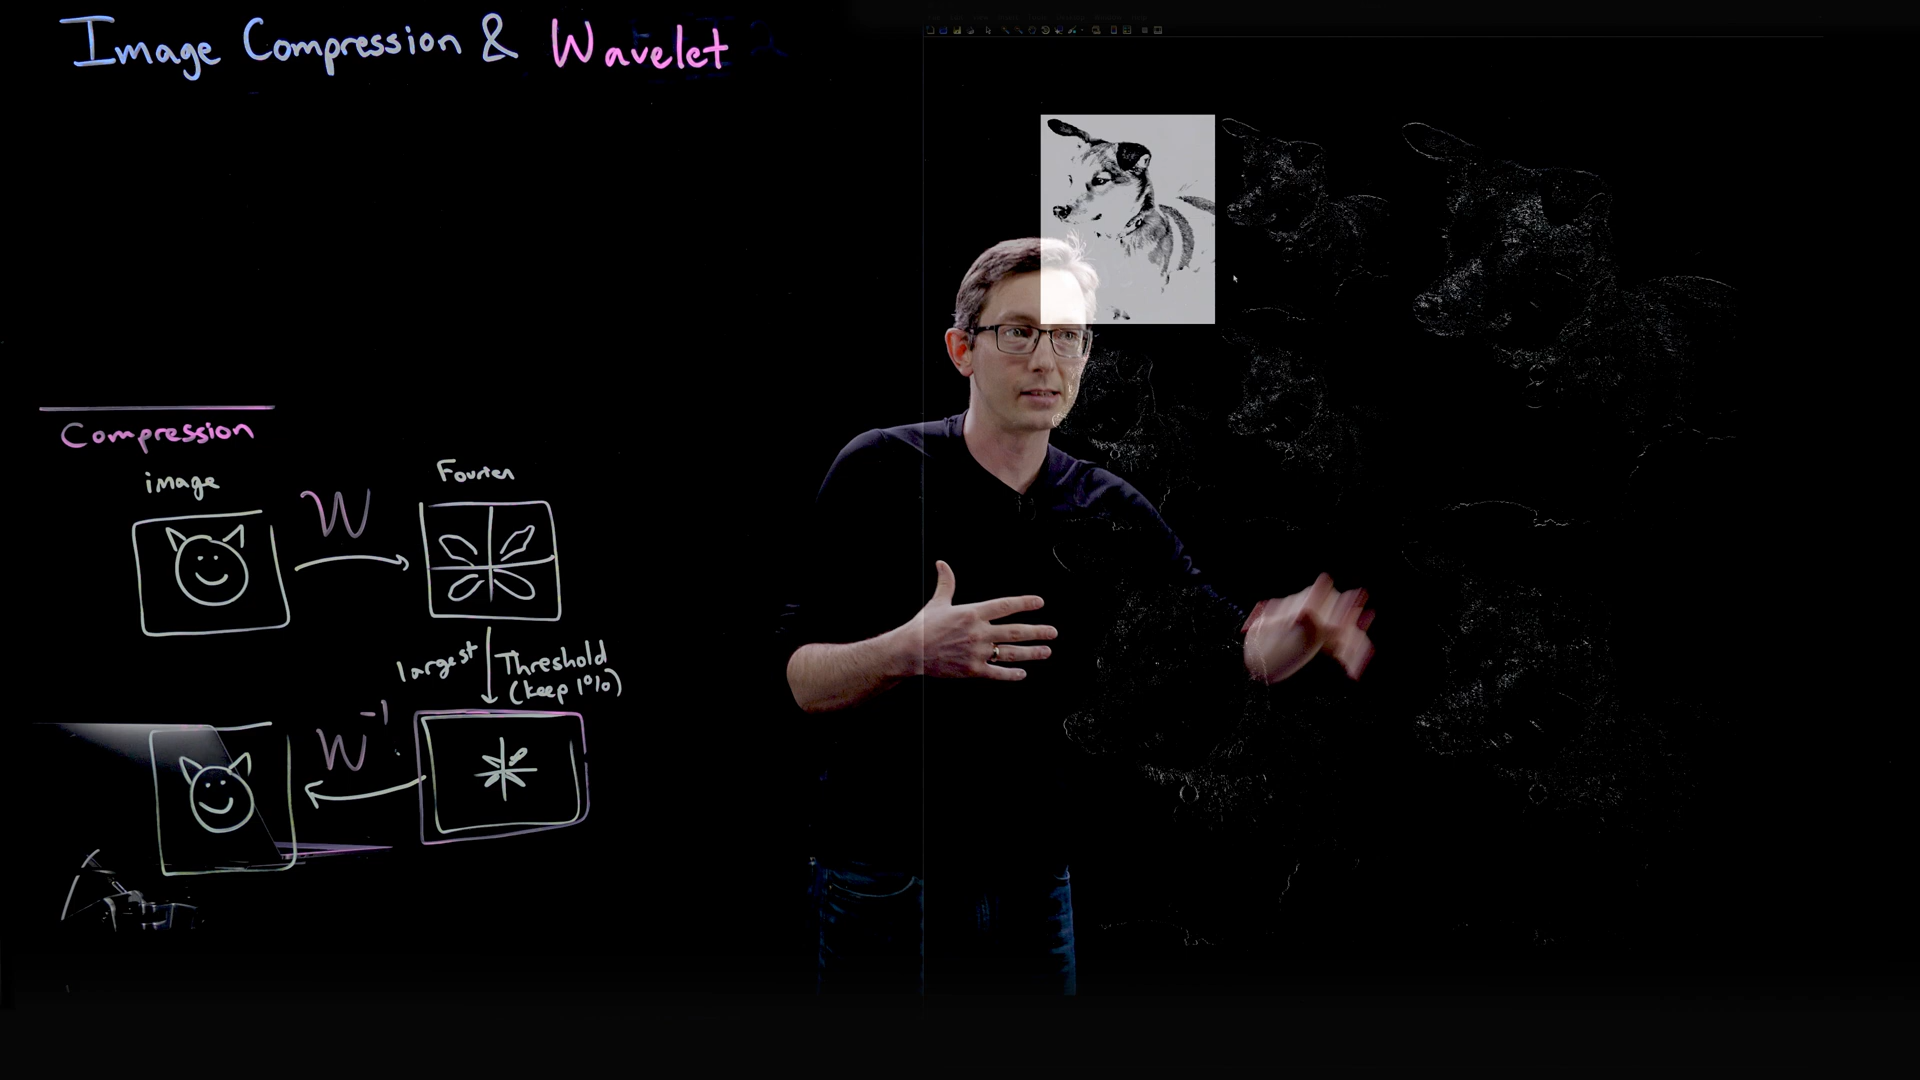 Image Compression & Wavelet
Compression
image
W
Fourier
largest
Threshold
(keep 1%)
W⁻¹